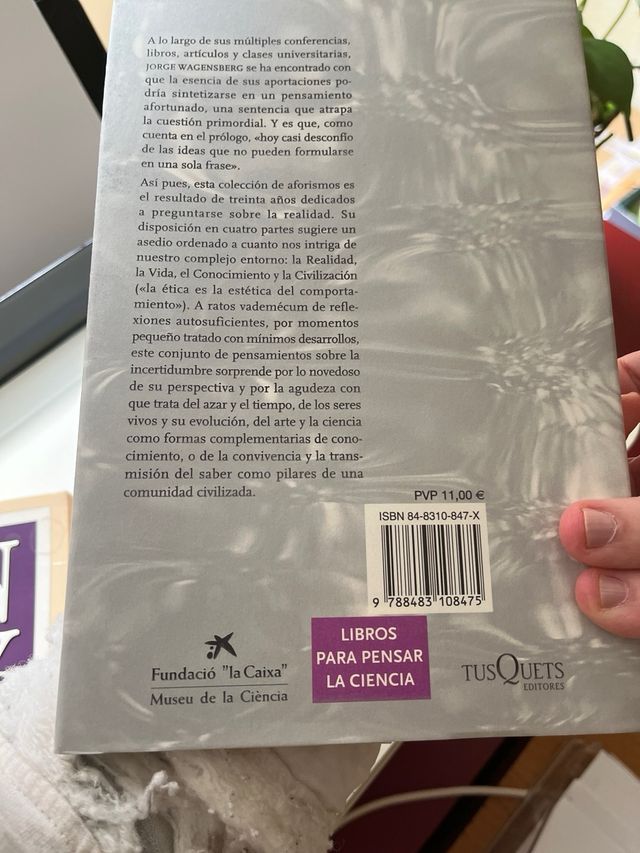 A lo largo de sus múltiples conferencias,
libros, artículos y clases universitarias,
JORGE WAGENSBERG se ha encontrado con
que la esencia de sus aportaciones po-
dría sintetizarse en un pensamiento
afortunado, una sentencia que atrapa
la cuestión primordial. Y es que, como
cuenta en el prólogo, «hoy casi desconfío
de las ideas que no pueden formularse
en una sola frase».
Así pues, esta colección de aforismos es
el resultado de treinta años dedicados
a preguntarse sobre la realidad. Su
disposición en cuatro partes sugiere un
asedio ordenado a cuanto nos intriga de
nuestro complejo entorno: la Realidad,
la Vida, el Conocimiento y la Civilización
(«la ética es la estética del comporta-
miento»). A ratos vademécum de refle-
xiones autosuficientes, por momentos
pequeño tratado con mínimos desarrollos,
este conjunto de pensamientos sobre la
incertidumbre sorprende por lo novedoso
de su perspectiva y por la agudeza con
que trata del azar y el tiempo, de los seres
vivos y su evolución, del arte y la ciencia
como formas complementarias de cono-
cimiento, o de la convivencia y la trans-
misión del saber como pilares de una
comunidad civilizada.
PVP 11,00 €
ISBN 84-8310-847-X
9 788483 108475
Fundació "la Caixa"
Museu de la Ciència
LIBROS
PARA PENSAR
LA CIENCIA
TUSQUETS
EDITORES